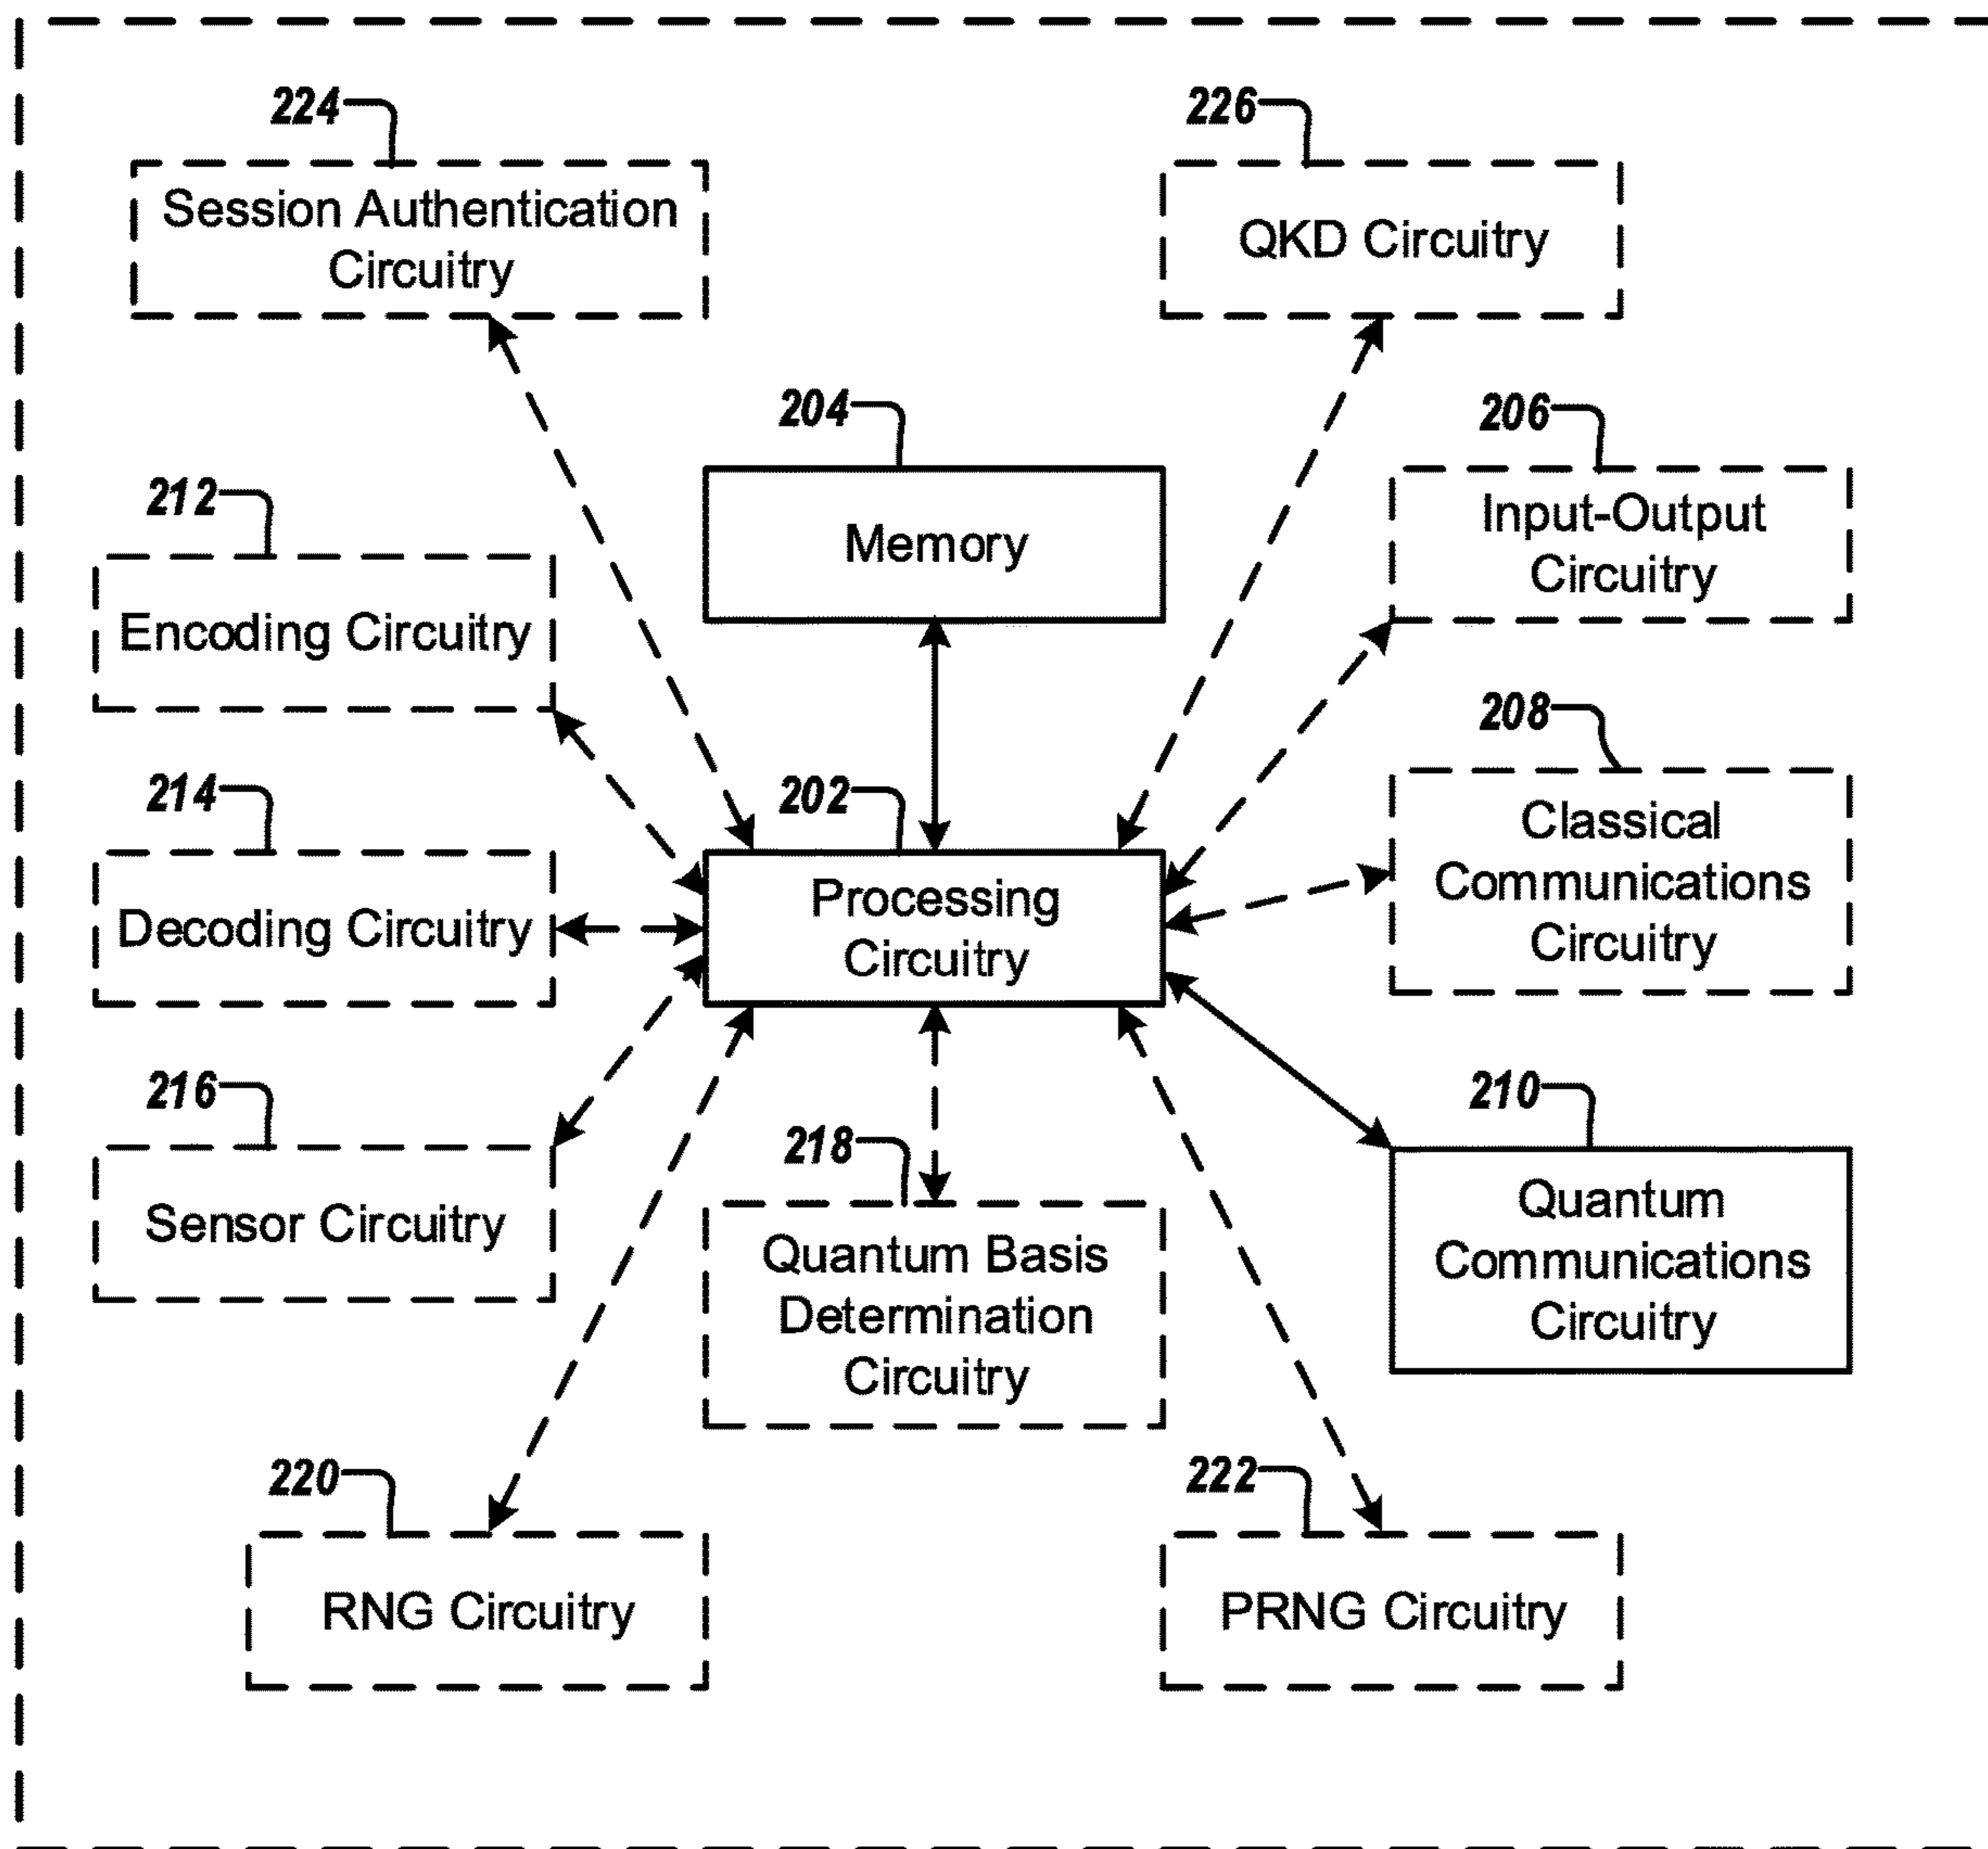 224
Session Authentication
Circuitry
226
QKD Circuitry
204
Memory
206
Input-Output
Circuitry
212
Encoding Circuitry
208
Classical
Communications
Circuitry
214
Decoding Circuitry
202
Processing
Circuitry
216
Sensor Circuitry
218
Quantum Basis
Determination
Circuitry
210
Quantum
Communications
Circuitry
220
RNG Circuitry
222
PRNG Circuitry